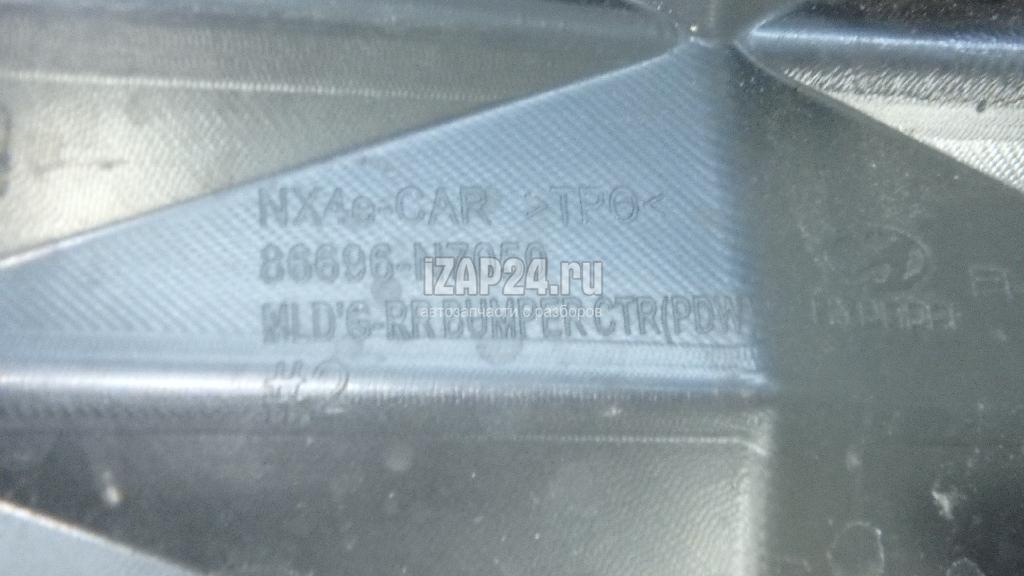 NX4e-CAR >TPO<
86696-N7050
iZAP24.ru
автозапчасти с разборов
MLD'G-RR BUMPER CTR(PDW)
#2